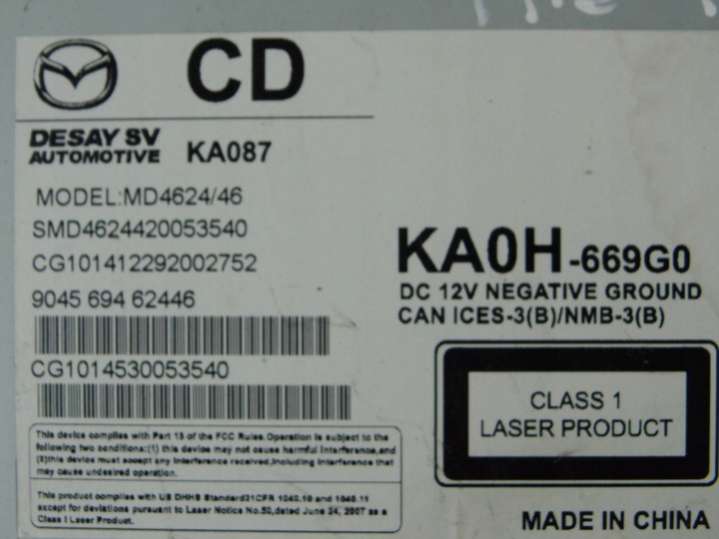 CD
DESAY SV
AUTOMOTIVE KA087
MODEL:MD4624/46
SMD4624420053540
CG101412292002752
9045 694 62446
CG1014530053540
KA0H-669G0
DC 12V NEGATIVE GROUND
CAN ICES-3(B)/NMB-3(B)
CLASS 1
LASER PRODUCT
This device complies with Part 15 of the FCC Rules.Operation is subject to the
following two conditions:(1) this device may not cause harmful interference,and
(2)this device must accept any interference received,including interference that
may cause undesired operation.
This product complies with US DHHS Standard21CFR 1040.10 and 1040.11
except for deviations pursuant to Laser Notice No.50,dated June 24, 2007 as a
Class I Laser Product.
MADE IN CHINA